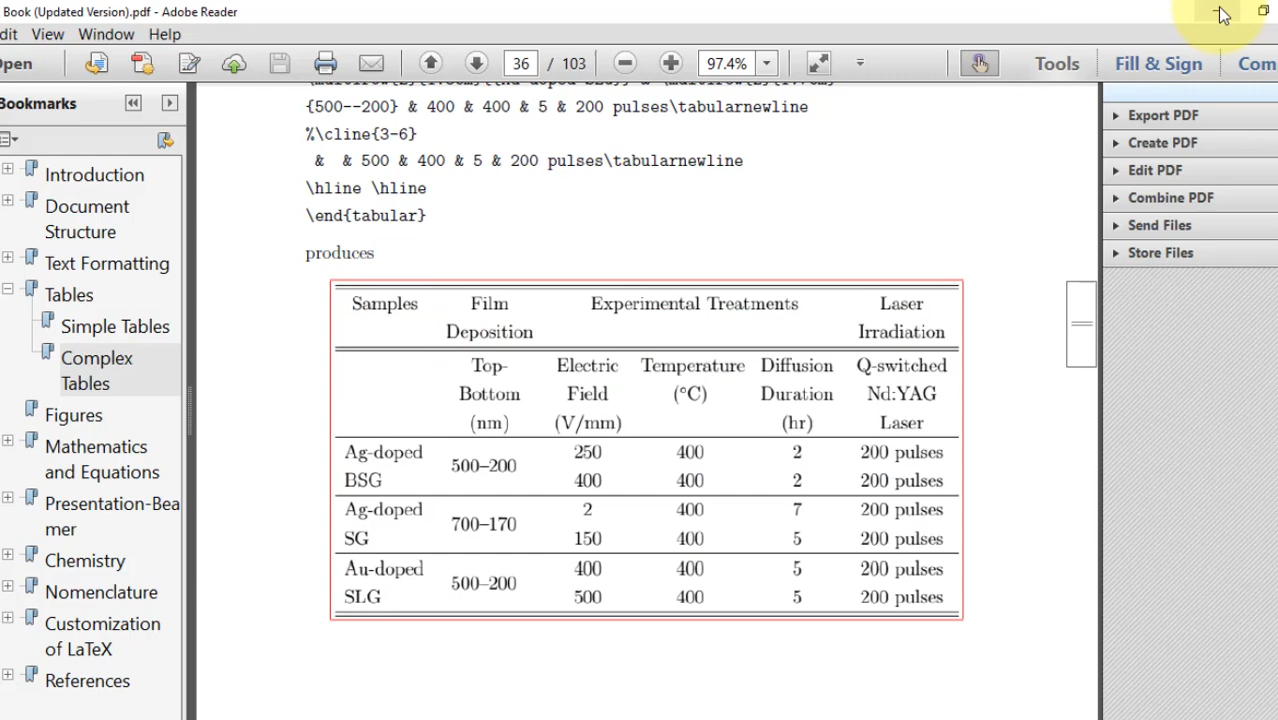 Book (Updated Version).pdf - Adobe Reader
dit View Window Help
pen 36 / 103 97.4% Tools Fill & Sign Com
Bookmarks
Introduction
Document
Structure
Text Formatting
Tables
Simple Tables
Complex
Tables
Figures
Mathematics
and Equations
Presentation-Bea
mer
Chemistry
Nomenclature
Customization
of LaTeX
References
{500--200} & 400 & 400 & 5 & 200 pulses\tabularnewline
%\cline{3-6}
& & 500 & 400 & 5 & 200 pulses\tabularnewline
\hline \hline
\end{tabular}
produces
Samples Film Experimental Treatments Laser
Deposition Irradiation
Top- Electric Temperature Diffusion Q-switched
Bottom Field (°C) Duration Nd:YAG
(nm) (V/mm) (hr) Laser
Ag-doped 500–200 250 400 2 200 pulses
BSG 400 400 2 200 pulses
Ag-doped 700–170 2 400 7 200 pulses
SG 150 400 5 200 pulses
Au-doped 500–200 400 400 5 200 pulses
SLG 500 400 5 200 pulses
Export PDF
Create PDF
Edit PDF
Combine PDF
Send Files
Store Files